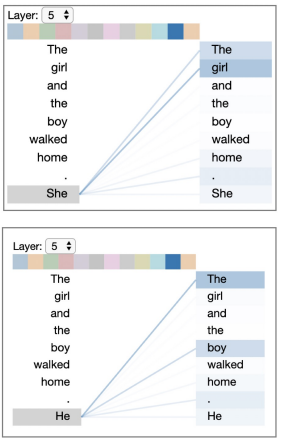 Layer: 5
The The
girl girl
and and
the the
boy boy
walked walked
home home
. .
She She
Layer: 5
The The
girl girl
and and
the the
boy boy
walked walked
home home
. .
He He